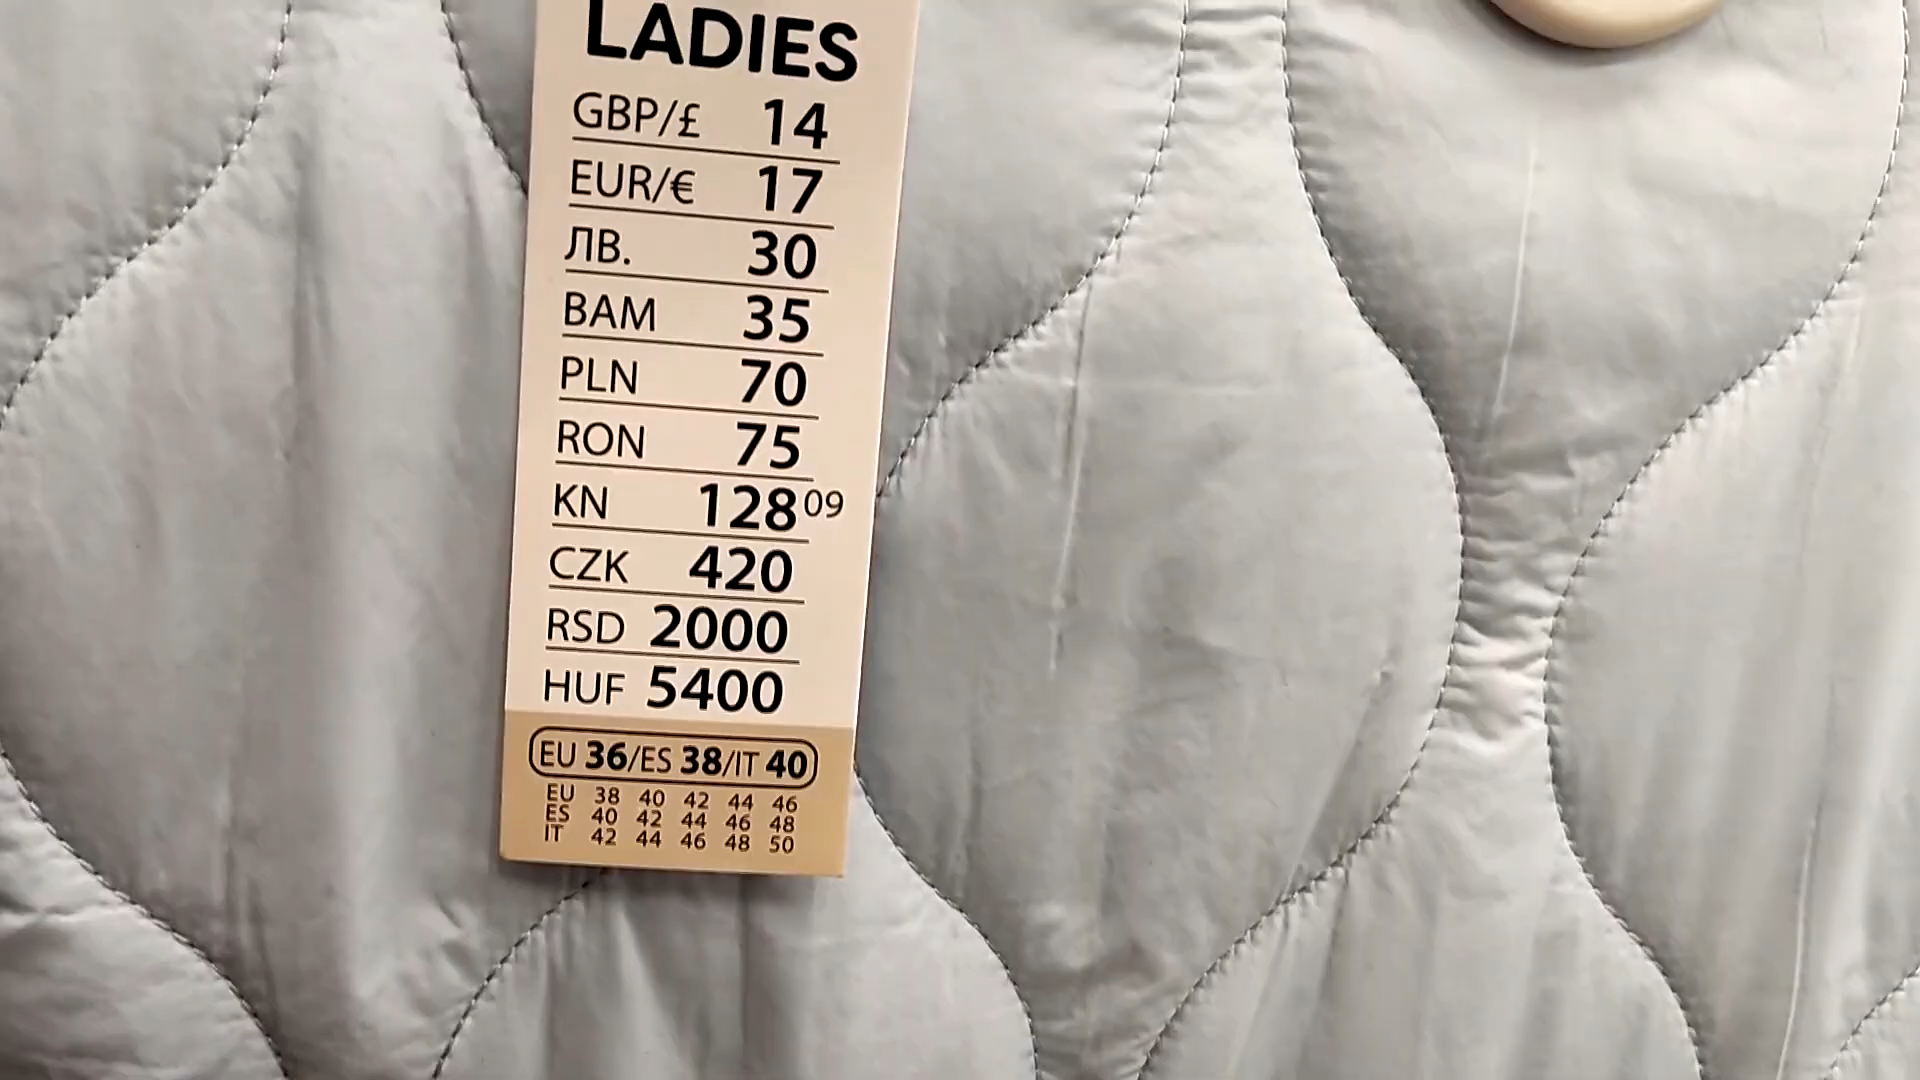 LADIES
GBP/£ 14
EUR/€ 17
ЛВ. 30
BAM 35
PLN 70
RON 75
KN 128 09
CZK 420
RSD 2000
HUF 5400
EU 36/ES 38/IT 40
EU 38 40 42 44 46
ES 40 42 44 46 48
IT 42 44 46 48 50